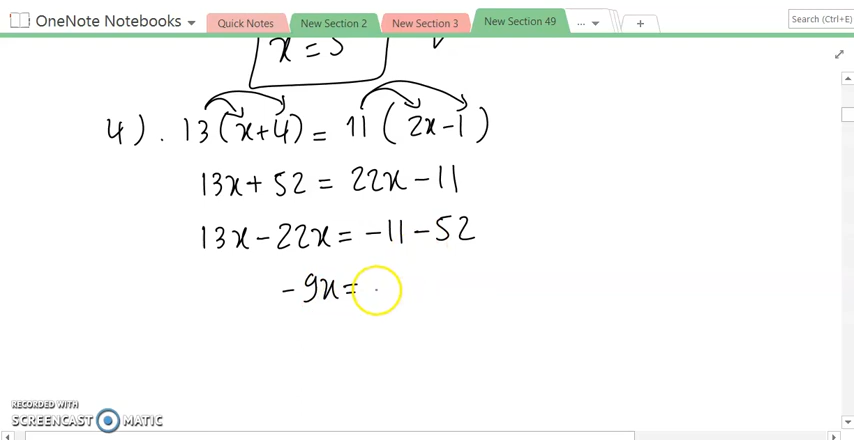 OneNote Notebooks
Quick Notes
New Section 2
New Section 3
New Section 49
...
+
Search (Ctrl+E)
x = 5
4). 13(x+4) = 11(2x-1)
13x + 52 = 22x - 11
13x - 22x = -11 - 52
-9x =
RECORDED WITH
SCREENCAST MATIC